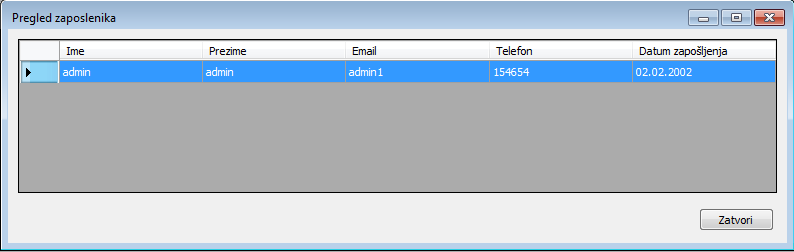 Pregled zaposlenika
Ime Prezime Email Telefon Datum zapošljenja
admin admin admin1 154654 02.02.2002
Zatvori